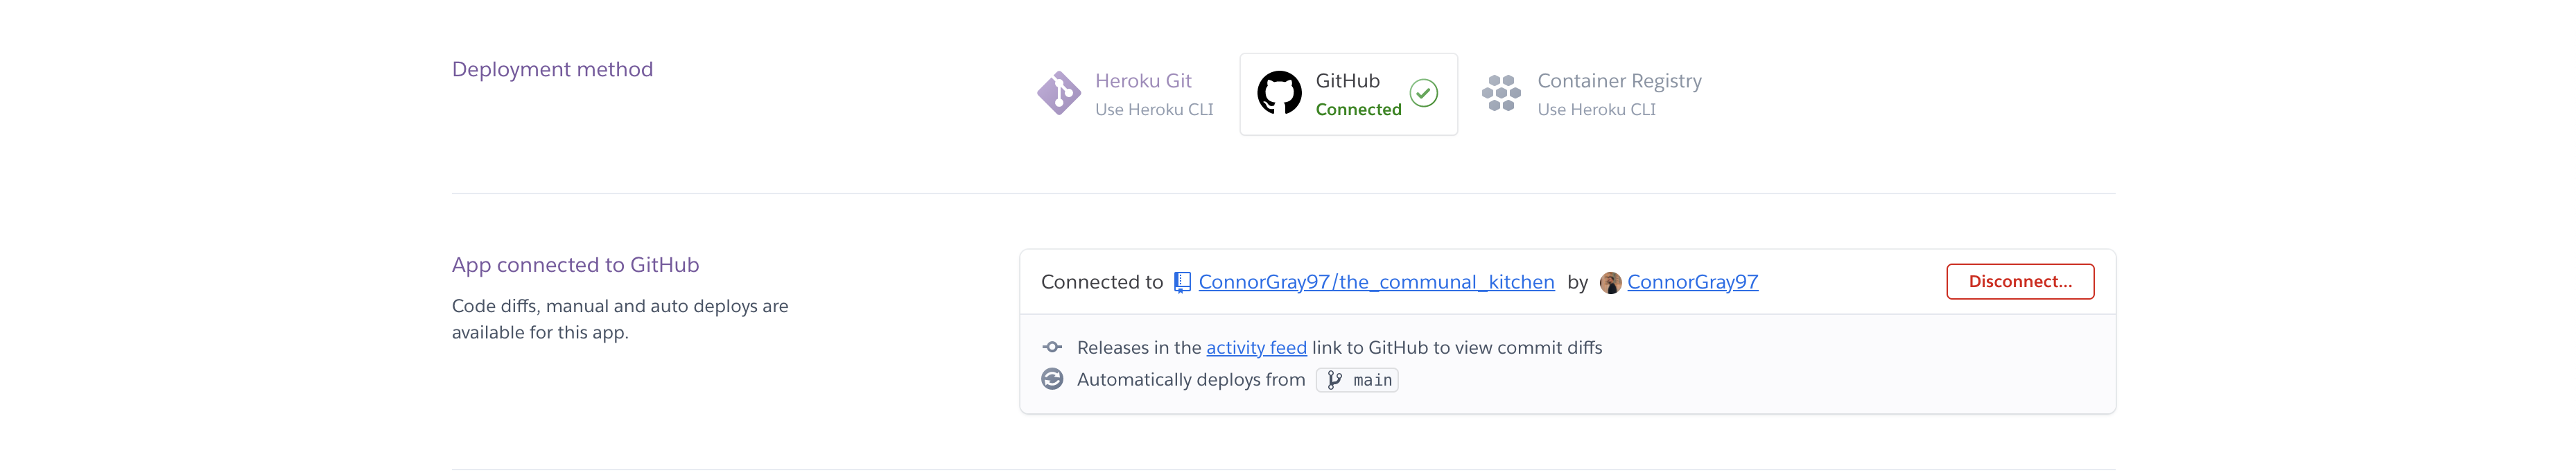 Deployment method
Heroku Git
Use Heroku CLI
GitHub
Connected
Container Registry
Use Heroku CLI
App connected to GitHub
Code diffs, manual and auto deploys are
available for this app.
Connected to ConnorGray97/the_communal_kitchen by ConnorGray97
Disconnect...
Releases in the activity feed link to GitHub to view commit diffs
Automatically deploys from main